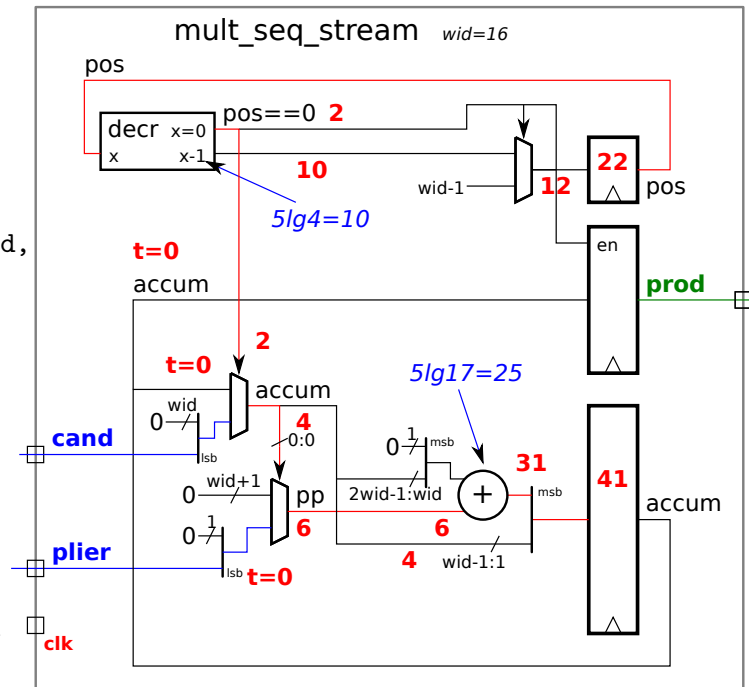 mult_seq_stream wid=16
pos
decr x=0
x x-1
pos==0 2
10
wid-1
12
22
pos
5lg4=10
d,
t=0
accum
en
prod
2
t=0
wid
0
accum
4
0:0
cand
lsb
5lg17=25
1
0
msb
2wid-1:wid
+
31
msb
41
accum
wid+1
0
pp
6
6
1
0
plier
lsb
t=0
4
wid-1:1
clk